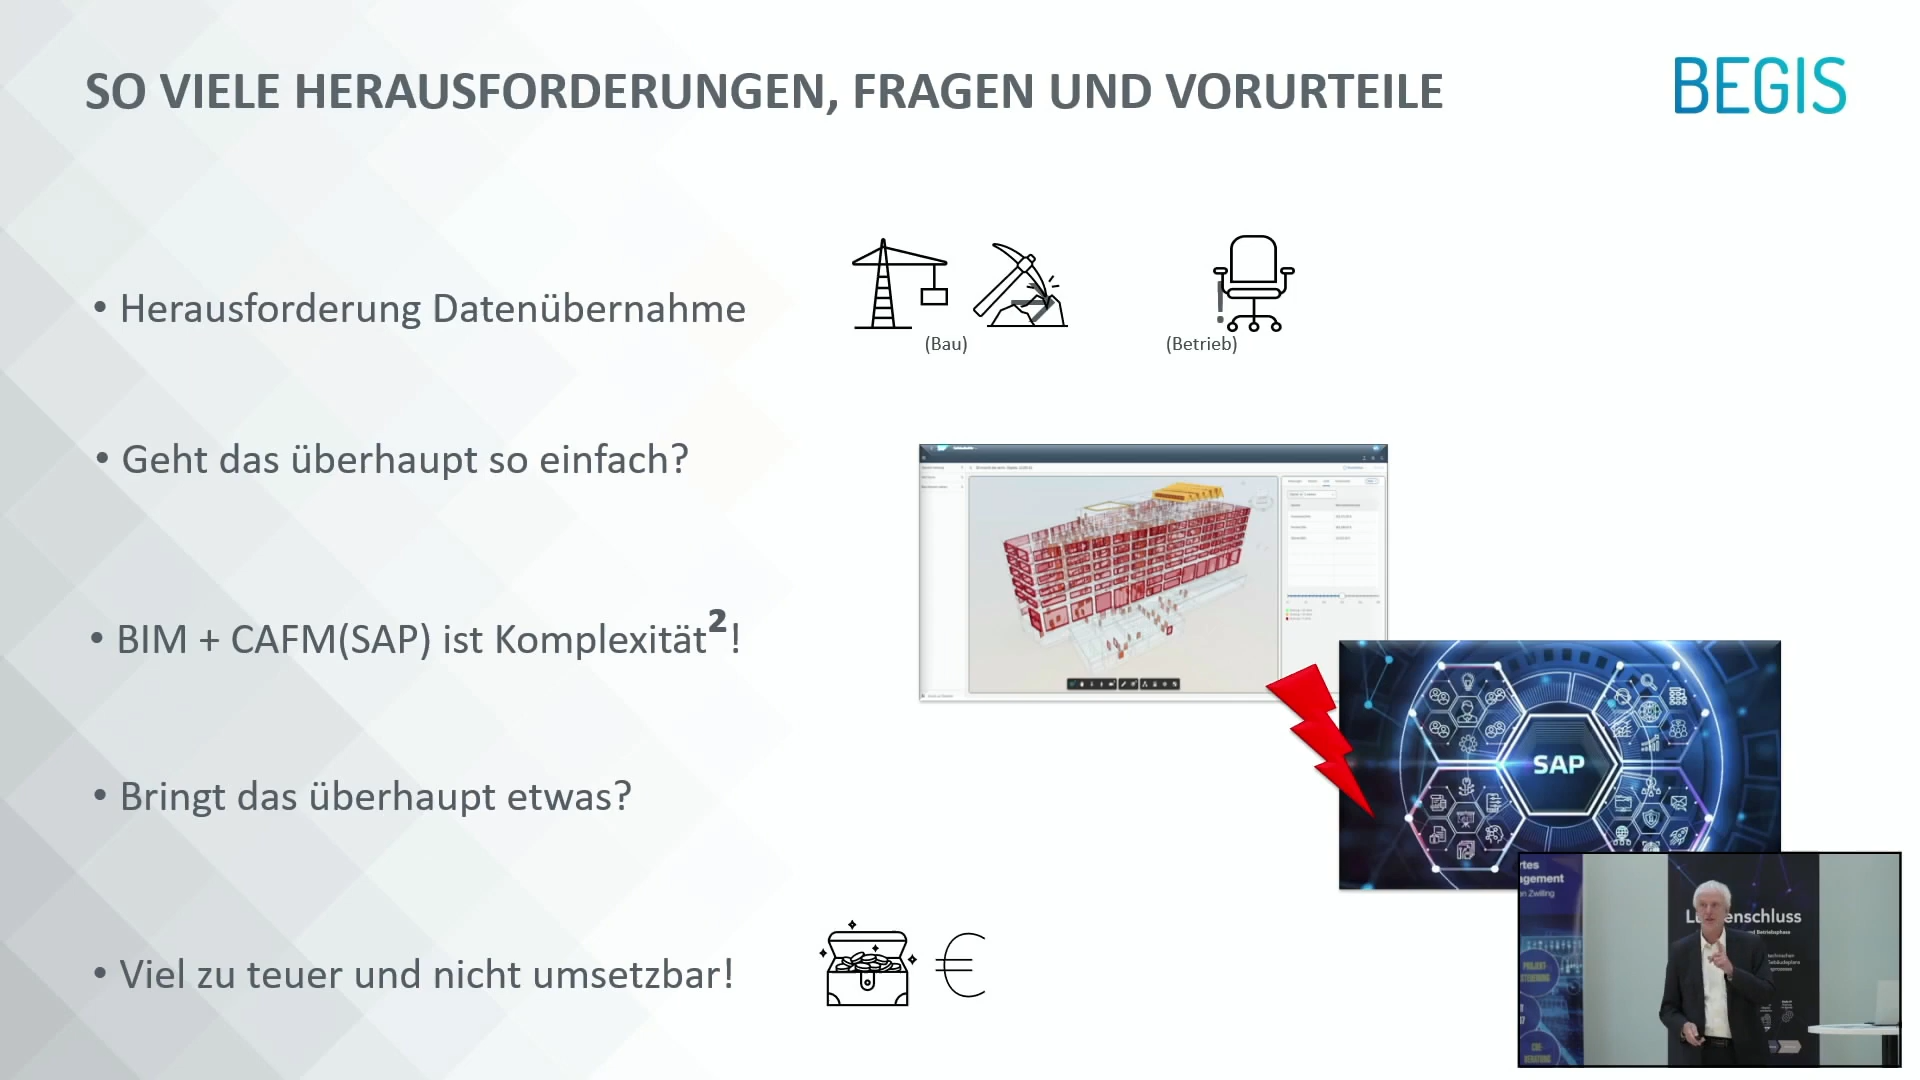 SO VIELE HERAUSFORDERUNGEN, FRAGEN UND VORURTEILE
BEGIS
• Herausforderung Datenübernahme
(Bau)
(Betrieb)
• Geht das überhaupt so einfach?
• BIM + CAFM(SAP) ist Komplexität²!
SAP
• Bringt das überhaupt etwas?
• Viel zu teuer und nicht umsetzbar!
€